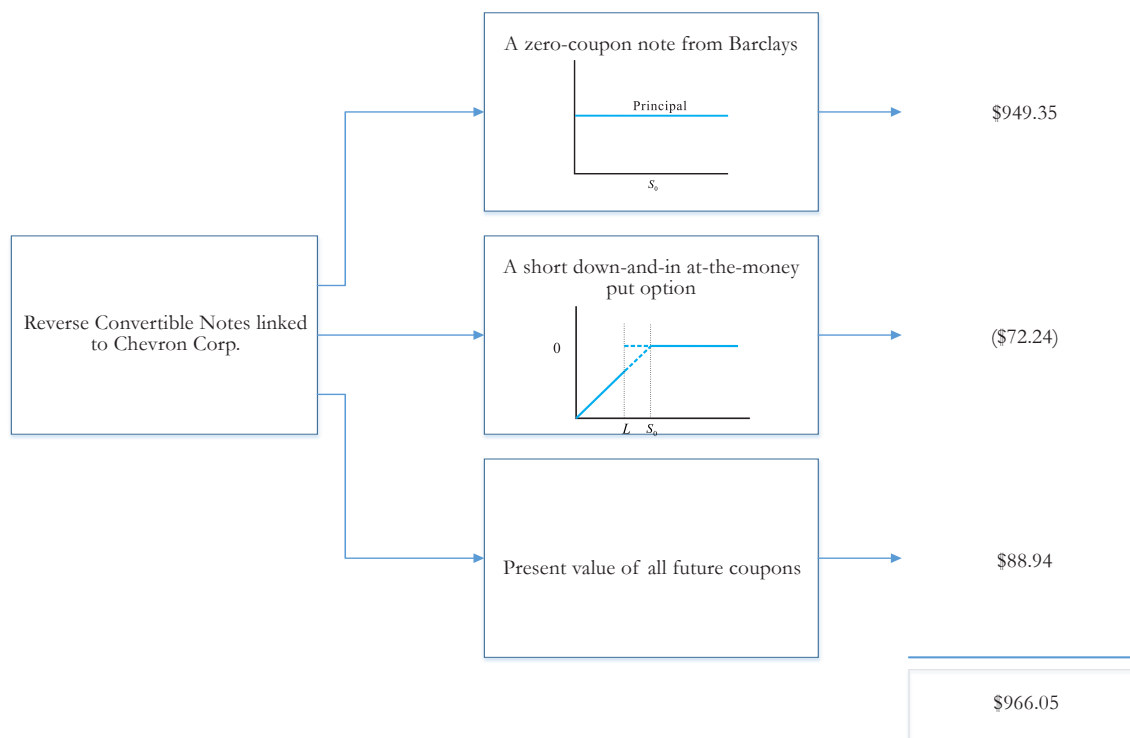 A zero-coupon note from Barclays
Principal
S₀
$949.35
Reverse Convertible Notes linked
to Chevron Corp.
A short down-and-in at-the-money
put option
0
L S₀
($72.24)
Present value of all future coupons
$88.94
$966.05